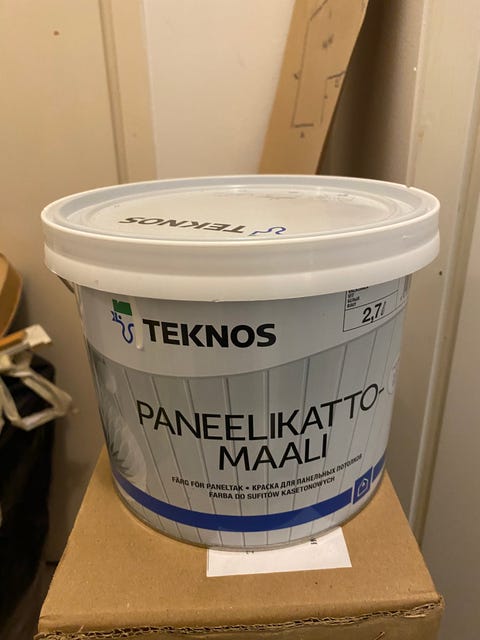 TEKNOS
TEKNOS
2,7 l
PANEELIKATTO-
MAALI
FÄRG FÖR PANELTAK • КРАСКА ДЛЯ ПАНЕЛЬНЫХ ПОТОЛКОВ
FARBA DO SUFITÓW KASETONOWYCH